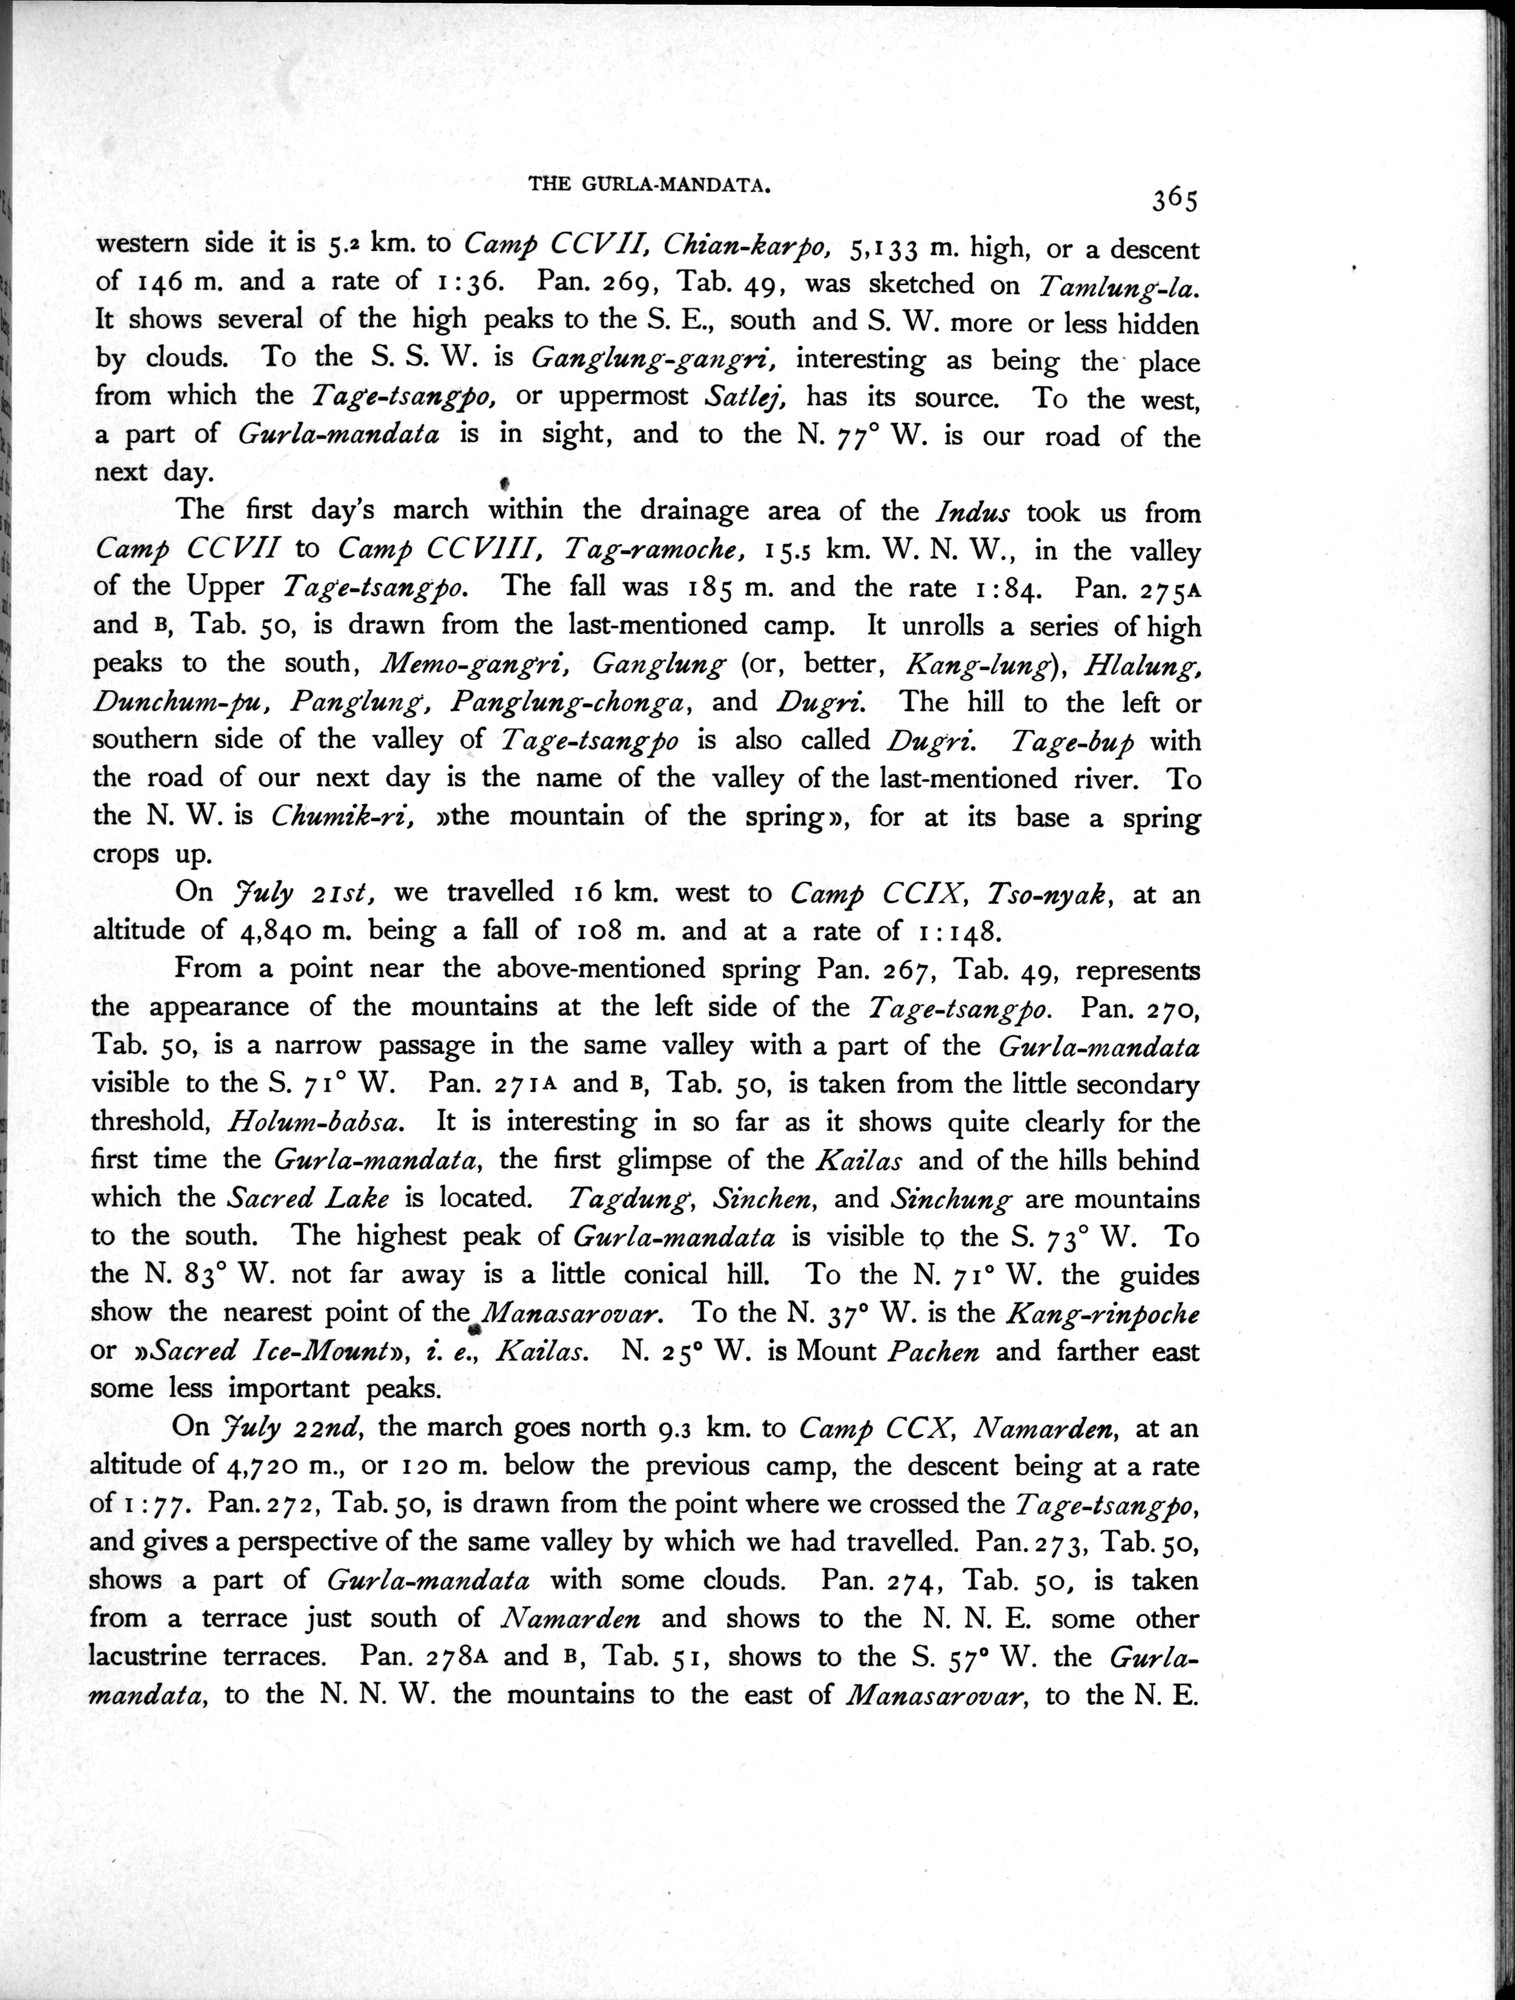 THE GURLA-MANDATA.
365
western side it is 5.2 km. to Camp CCVII, Chian-karpo, 5,133 m. high, or a descent
of 146 m. and a rate of 1:36. Pan. 269, Tab. 49, was sketched on Tamlung-la.
It shows several of the high peaks to the S. E., south and S. W. more or less hidden
by clouds. To the S. S. W. is Ganglung-gangri, interesting as being the place
from which the Tage-tsangpo, or uppermost Satlej, has its source. To the west,
a part of Gurla-mandata is in sight, and to the N. 77° W. is our road of the
next day.
The first day's march within the drainage area of the Indus took us from
Camp CCVII to Camp CCVIII, Tag-ramoche, 15.5 km. W. N. W., in the valley
of the Upper Tage-tsangpo. The fall was 185 m. and the rate 1:84. Pan. 275A
and B, Tab. 50, is drawn from the last-mentioned camp. It unrolls a series of high
peaks to the south, Memo-gangri, Ganglung (or, better, Kang-lung), Hlalung,
Dunchum-pu, Panglung, Panglung-chonga, and Dugri. The hill to the left or
southern side of the valley of Tage-tsangpo is also called Dugri. Tage-bup with
the road of our next day is the name of the valley of the last-mentioned river. To
the N. W. is Chumik-ri, »the mountain of the spring», for at its base a spring
crops up.
On July 21st, we travelled 16 km. west to Camp CCIX, Tso-nyak, at an
altitude of 4,840 m. being a fall of 108 m. and at a rate of 1:148.
From a point near the above-mentioned spring Pan. 267, Tab. 49, represents
the appearance of the mountains at the left side of the Tage-tsangpo. Pan. 270,
Tab. 50, is a narrow passage in the same valley with a part of the Gurla-mandata
visible to the S. 71° W. Pan. 271A and B, Tab. 50, is taken from the little secondary
threshold, Holum-babsa. It is interesting in so far as it shows quite clearly for the
first time the Gurla-mandata, the first glimpse of the Kailas and of the hills behind
which the Sacred Lake is located. Tagdung, Sinchen, and Sinchung are mountains
to the south. The highest peak of Gurla-mandata is visible to the S. 73° W. To
the N. 83° W. not far away is a little conical hill. To the N. 71° W. the guides
show the nearest point of the Manasarovar. To the N. 37° W. is the Kang-rinpoche
or »Sacred Ice-Mount», i. e., Kailas. N. 25° W. is Mount Pachen and farther east
some less important peaks.
On July 22nd, the march goes north 9.3 km. to Camp CCX, Namarden, at an
altitude of 4,720 m., or 120 m. below the previous camp, the descent being at a rate
of 1:77. Pan. 272, Tab. 50, is drawn from the point where we crossed the Tage-tsangpo,
and gives a perspective of the same valley by which we had travelled. Pan. 273, Tab. 50,
shows a part of Gurla-mandata with some clouds. Pan. 274, Tab. 50, is taken
from a terrace just south of Namarden and shows to the N. N. E. some other
lacustrine terraces. Pan. 278A and B, Tab. 51, shows to the S. 57° W. the Gurla-
mandata, to the N. N. W. the mountains to the east of Manasarovar, to the N. E.